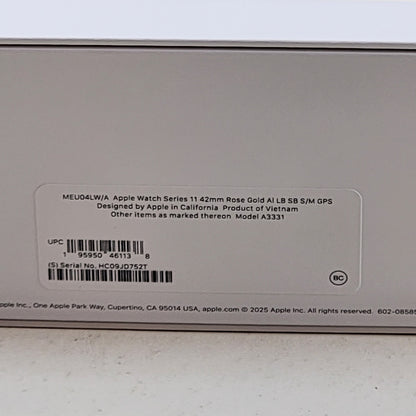 MEU04LW/A Apple Watch Series 11 42mm Rose Gold Al LB SB S/M GPS
Designed by Apple in California Product of Vietnam
Other items as marked thereon Model A3331
UPC
1 95950 46113 8
(S) Serial No. HC09JD752T
BC
Inc., One Apple Park Way, Cupertino, CA 95014 USA, apple.com © 2025 Apple Inc. All rights reserved.